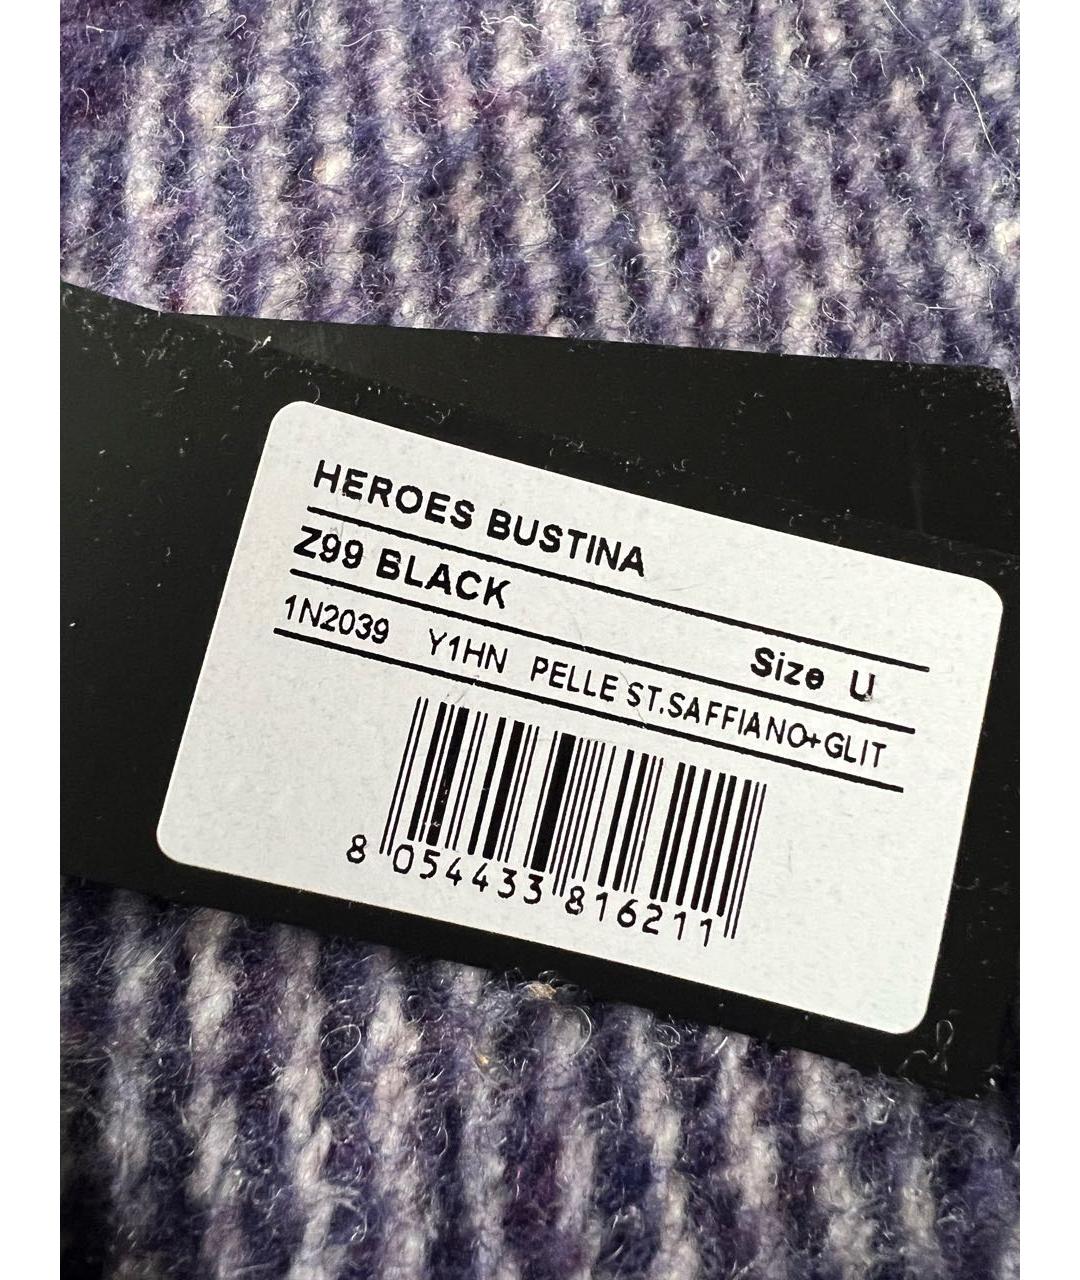 HEROES BUSTINA
Z99 BLACK Size U
1N2039 Y1HN PELLE ST.SAFFIANO+GLIT
8 054433 816211